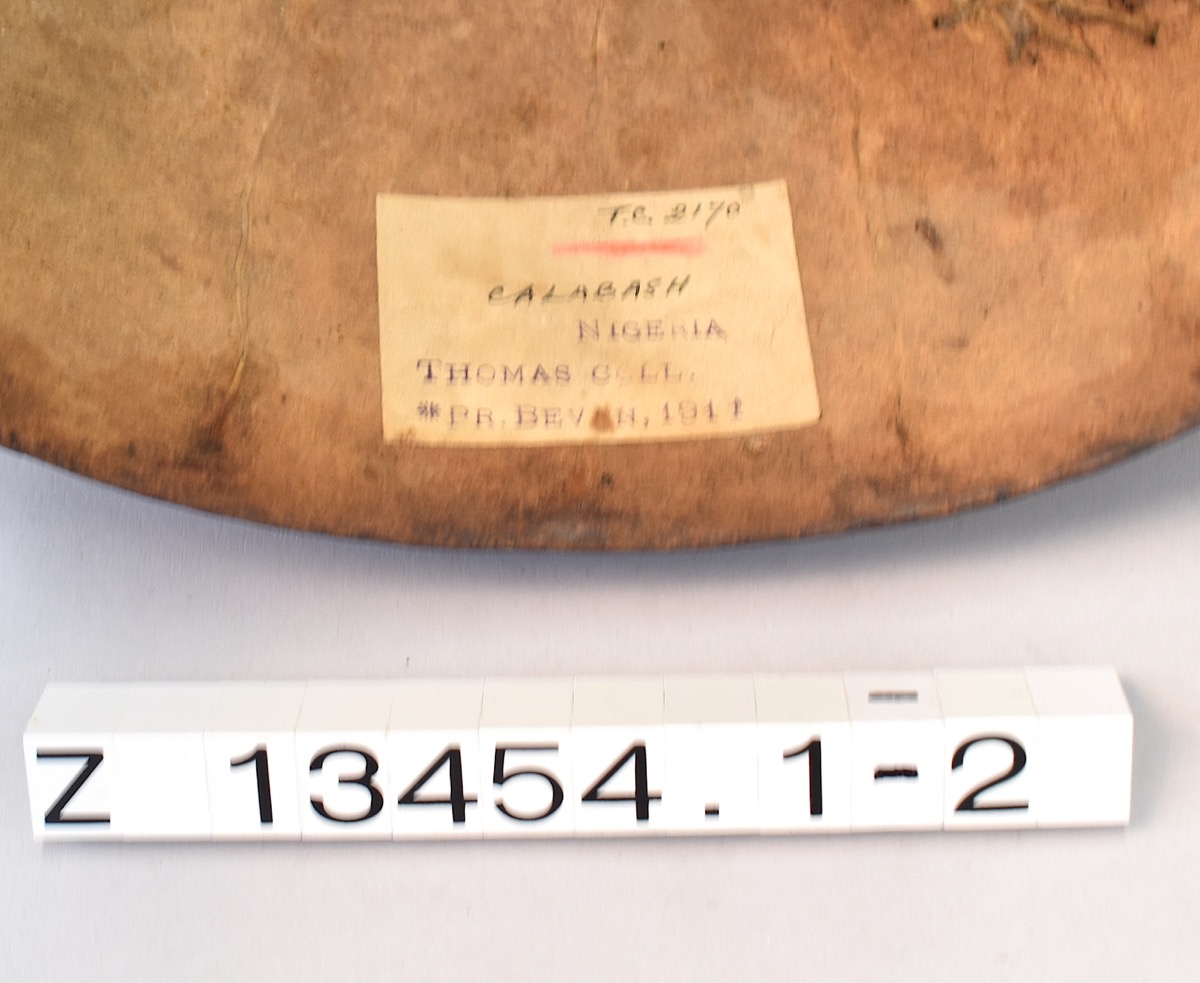 T.C. 2170
CALABASH
NIGERIA
THOMAS COLL.
*PR. BEVAN, 1911
Z 13454.1-2